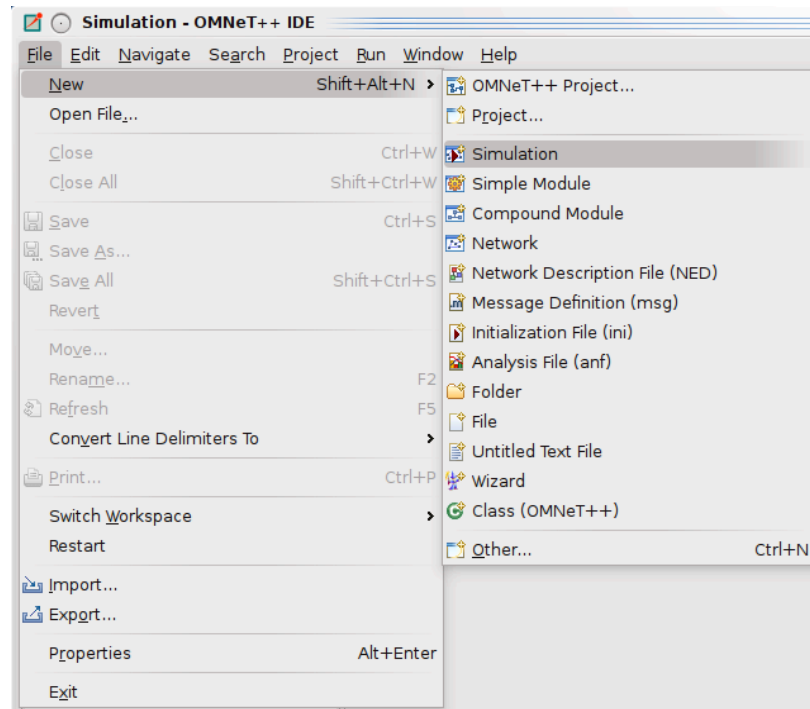 Simulation - OMNeT++ IDE
File Edit Navigate Search Project Run Window Help
New Shift+Alt+N
Open File...
Close Ctrl+W
Close All Shift+Ctrl+W
Save Ctrl+S
Save As...
Save All Shift+Ctrl+S
Revert
Move...
Rename... F2
Refresh F5
Convert Line Delimiters To
Print... Ctrl+P
Switch Workspace
Restart
Import...
Export...
Properties Alt+Enter
Exit
OMNeT++ Project...
Project...
Simulation
Simple Module
Compound Module
Network
Network Description File (NED)
Message Definition (msg)
Initialization File (ini)
Analysis File (anf)
Folder
File
Untitled Text File
Wizard
Class (OMNeT++)
Other... Ctrl+N